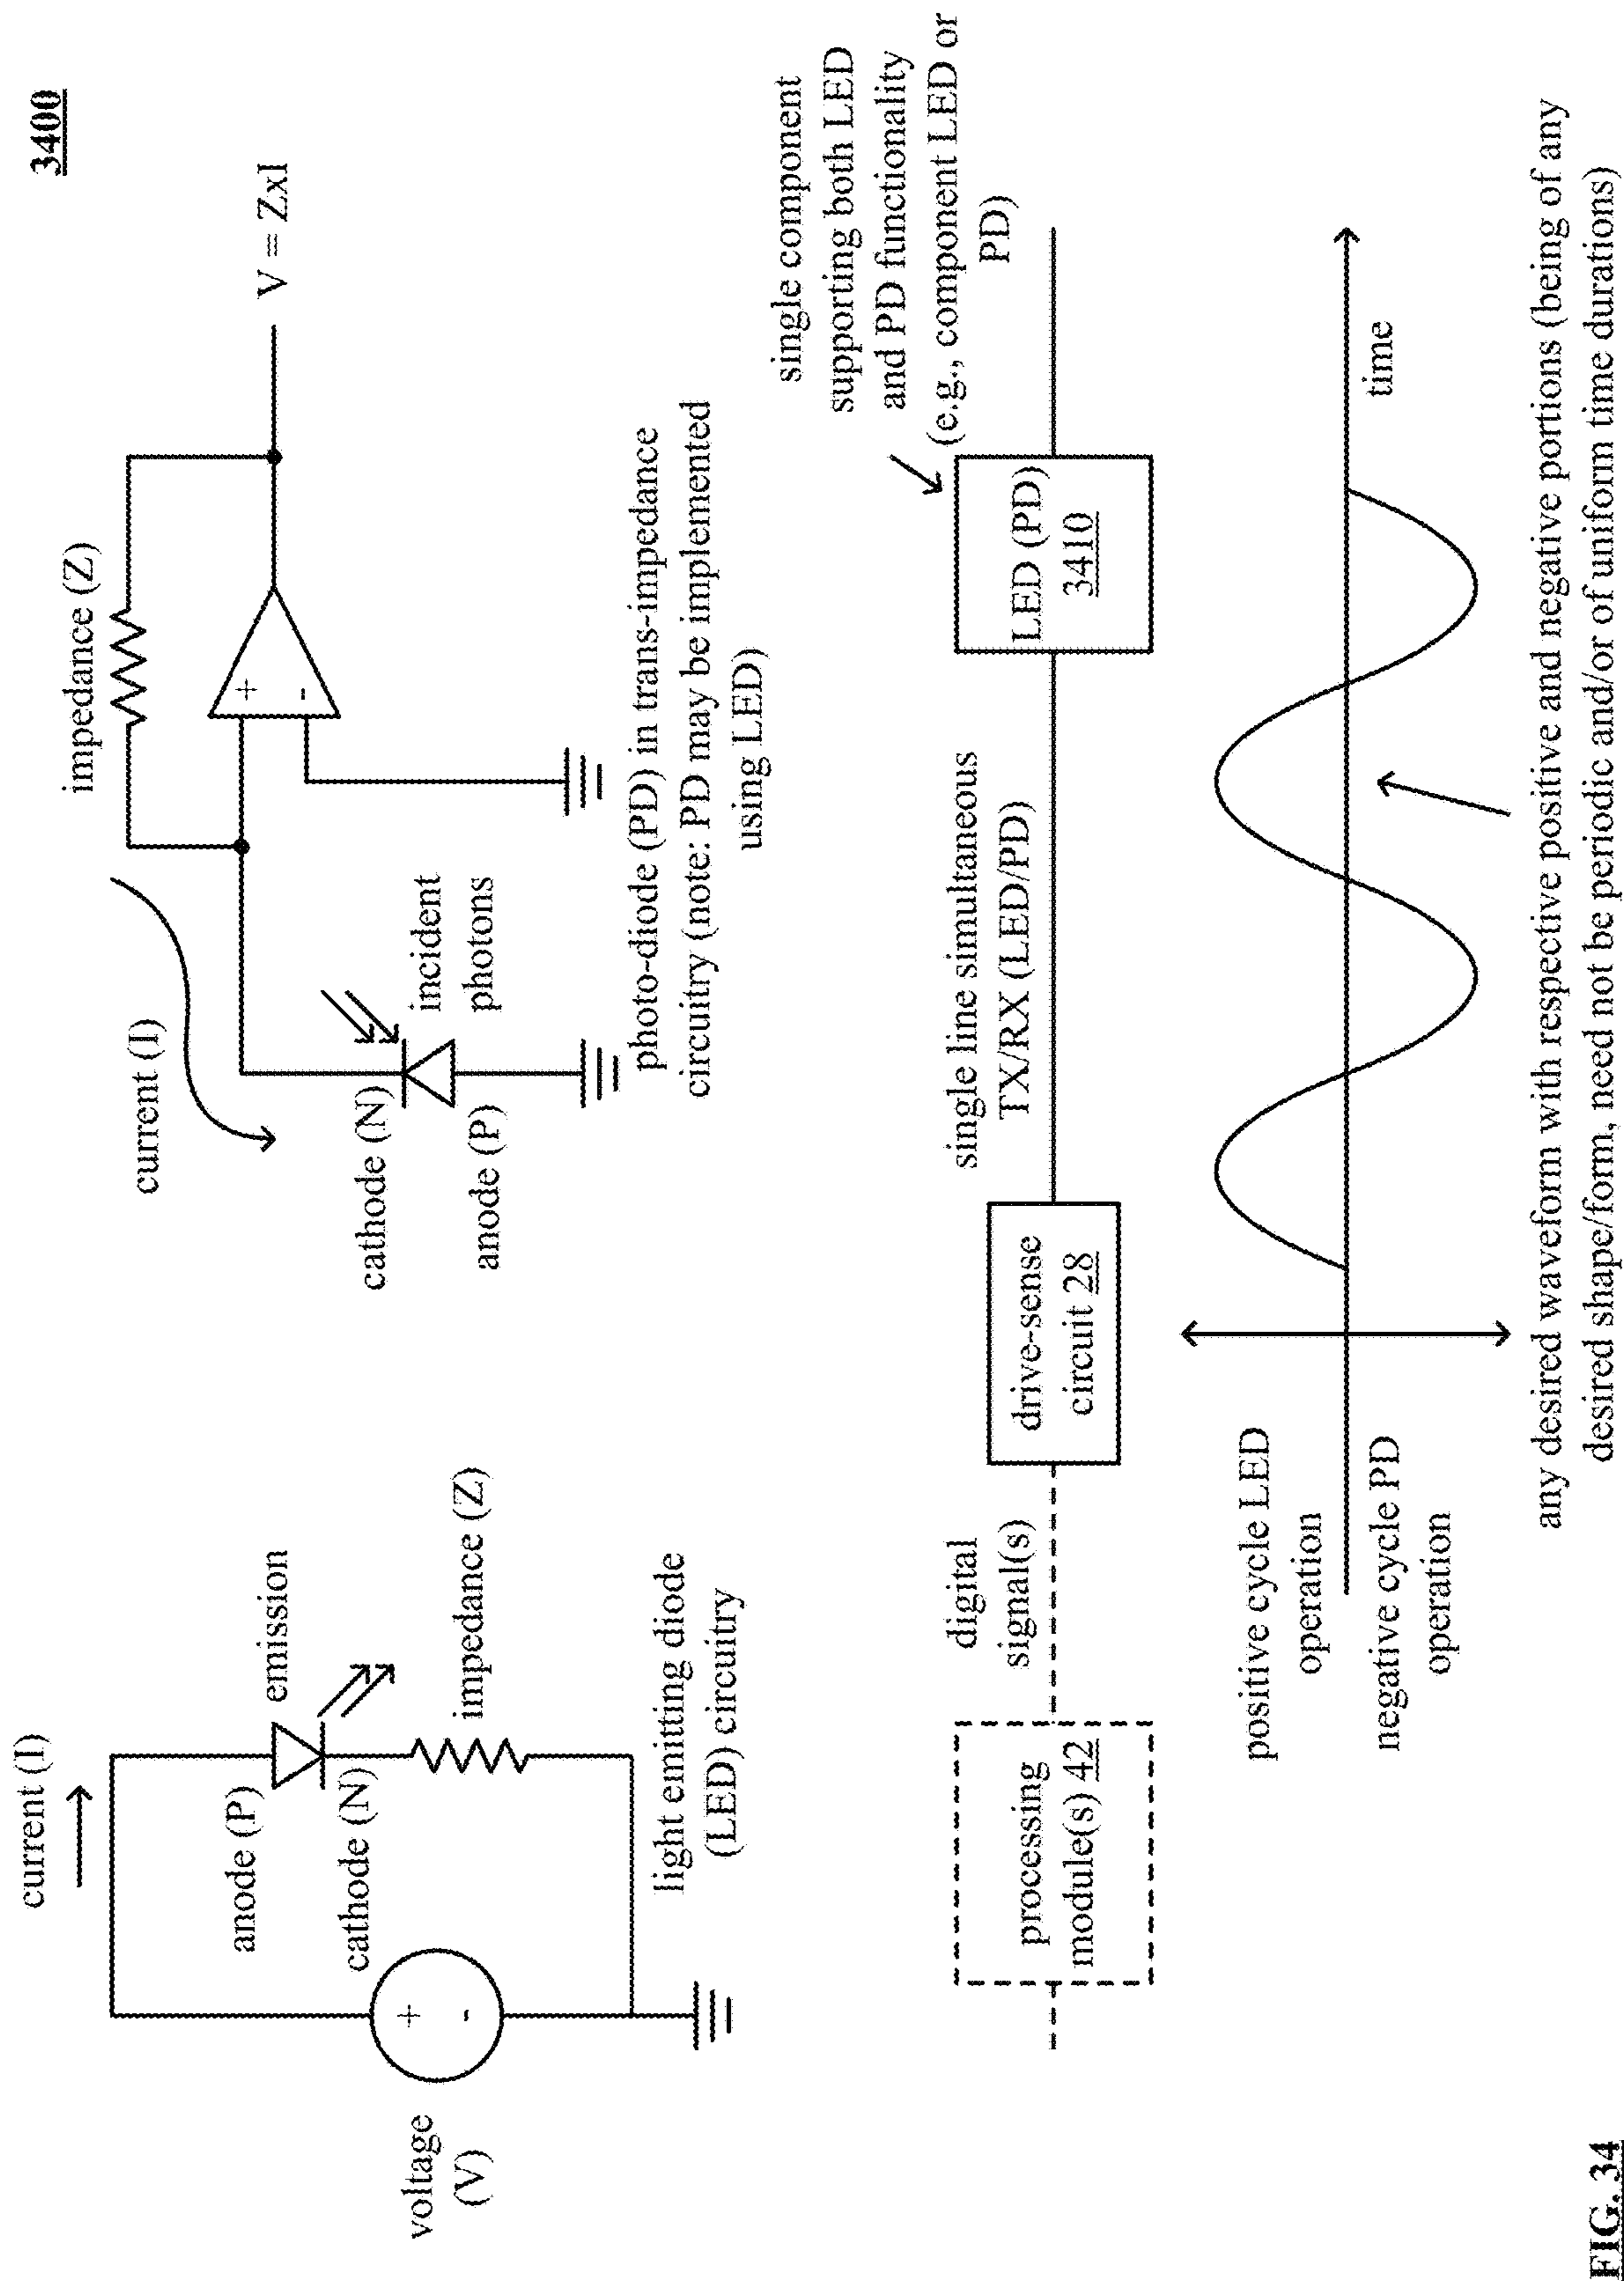 3400
current (I)
voltage
(V)
+
-
anode (P)
cathode (N)
emission
impedance (Z)
light emitting diode
(LED) circuitry
current (I)
impedance (Z)
cathode (N)
anode (P)
incident
photons
+
-
V = ZxI
photo-diode (PD) in trans-impedance
circuitry (note: PD may be implemented
using LED)
processing
module(s) 42
digital
signal(s)
drive-sense
circuit 28
single line simultaneous
TX/RX (LED/PD)
LED (PD)
3410
single component
supporting both LED
and PD functionality
(e.g., component LED or
PD)
positive cycle LED
operation
negative cycle PD
operation
time
any desired waveform with respective positive and negative portions (being of any
desired shape/form, need not be periodic and/or of uniform time durations)
FIG. 34